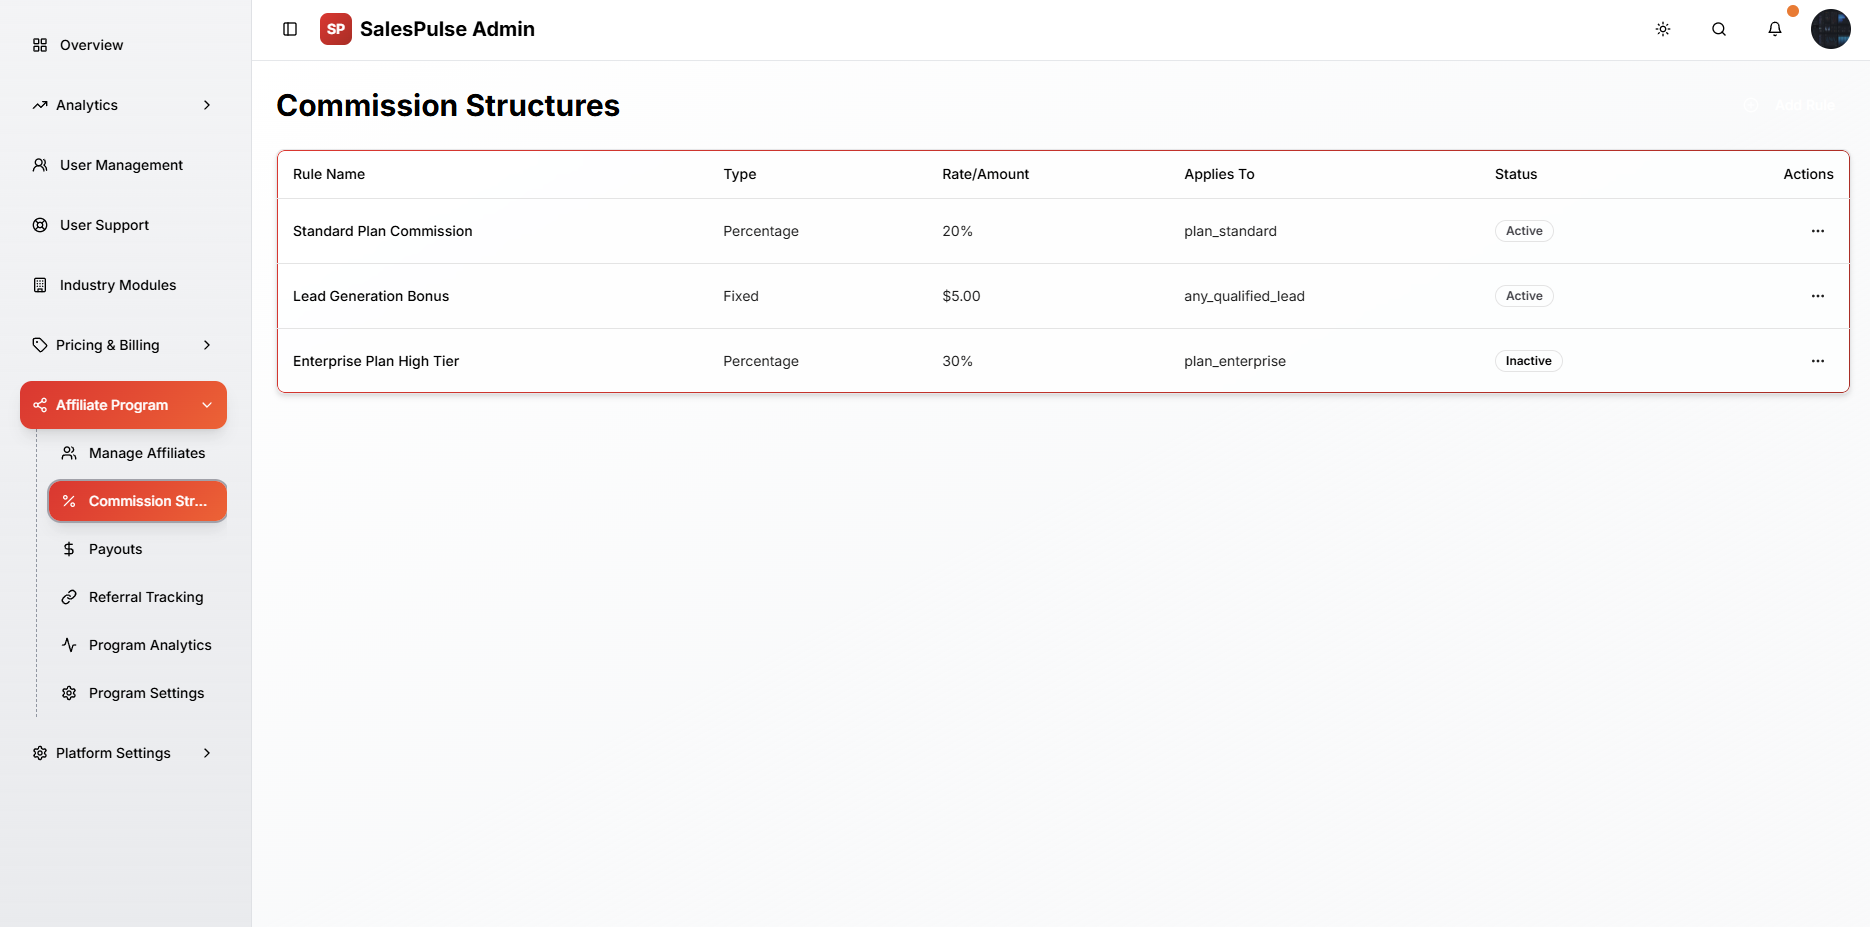 Overview
Analytics
User Management
User Support
Industry Modules
Pricing & Billing
Affiliate Program
Manage Affiliates
Commission Str...
Payouts
Referral Tracking
Program Analytics
Program Settings
Platform Settings
SP SalesPulse Admin
Commission Structures
Add Rule
Rule Name Type Rate/Amount Applies To Status Actions
Standard Plan Commission Percentage 20% plan_standard Active
Lead Generation Bonus Fixed $5.00 any_qualified_lead Active
Enterprise Plan High Tier Percentage 30% plan_enterprise Inactive